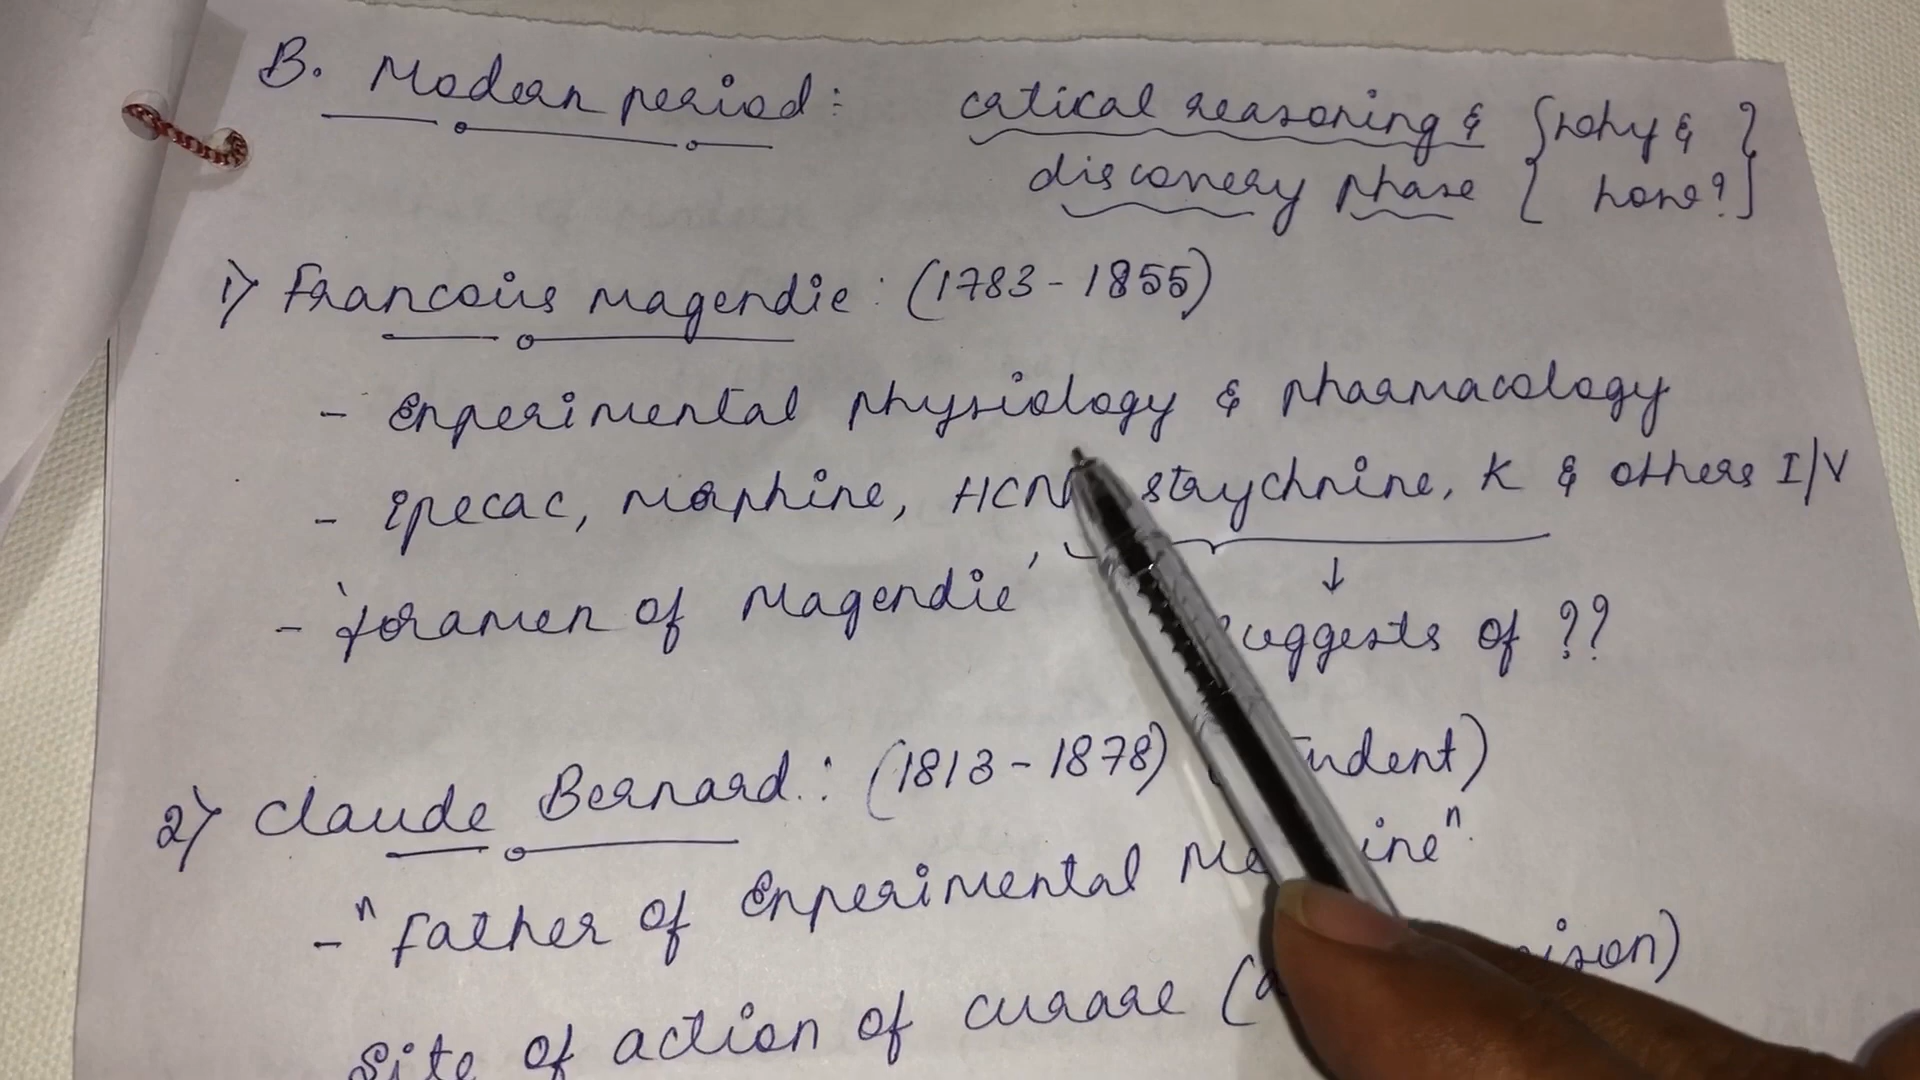 B. Modern period: critical reasoning & {why &}
discovery phase {how?}
1) Francois magendie: (1783-1855)
- Experimental physiology & pharmacology
- ipecac, morphine, HCN, strychnine, K & others I/V
- 'foramen of Magendie'
↓
suggests of ??
2) Claude Bernard: (1813-1878) student)
- "father of Experimental Medicine".
Site of action of curare (